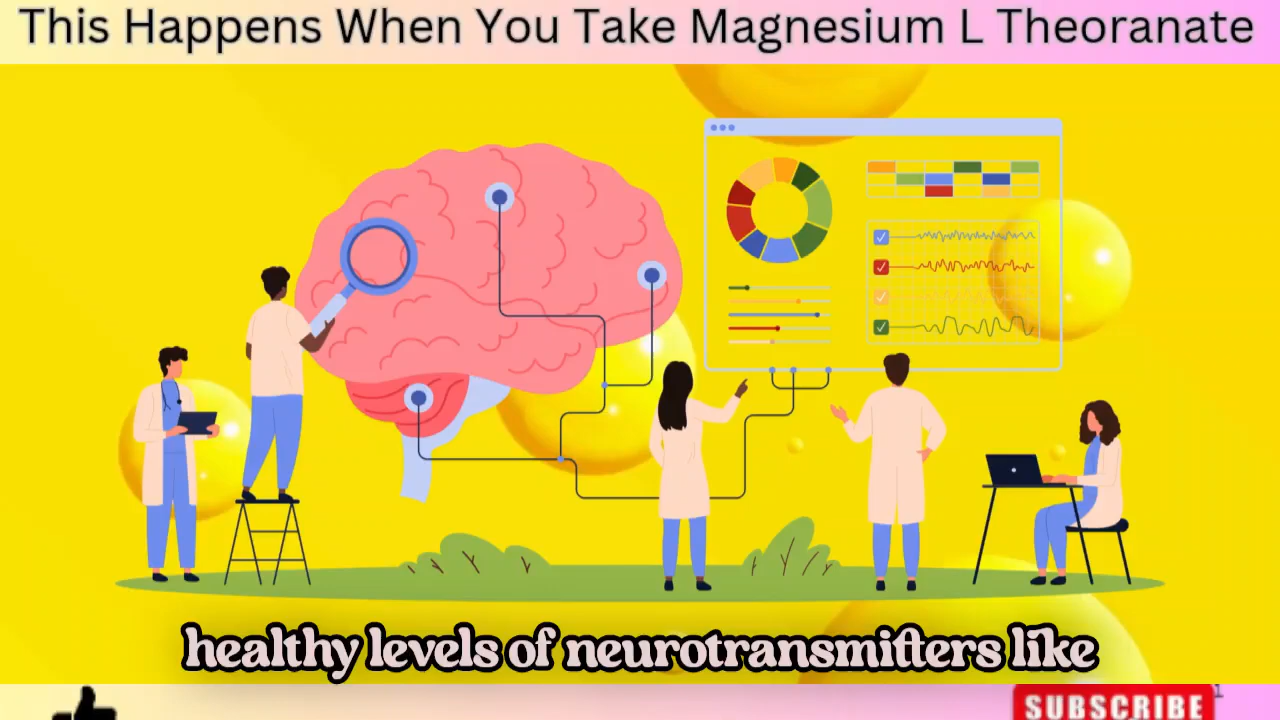 This Happens When You Take Magnesium L Theoranate
healthy levels of neurotransmitters like
SUBSCRIBE